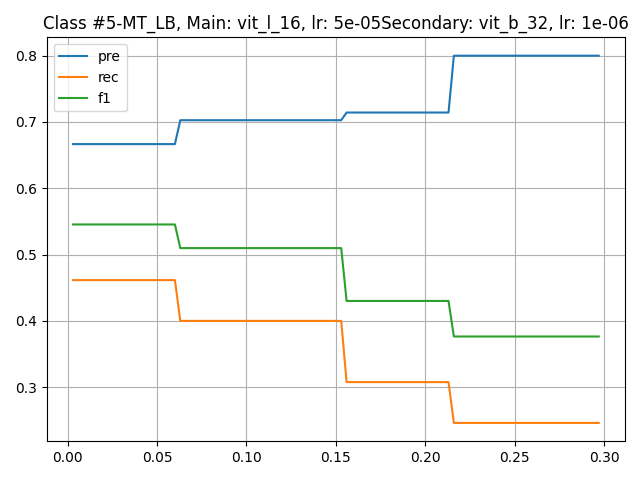 Class #5-MT_LB, Main: vit_l_16, lr: 5e-05Secondary: vit_b_32, lr: 1e-06
pre
rec
f1
0.8
0.7
0.6
0.5
0.4
0.3
0.00 0.05 0.10 0.15 0.20 0.25 0.30